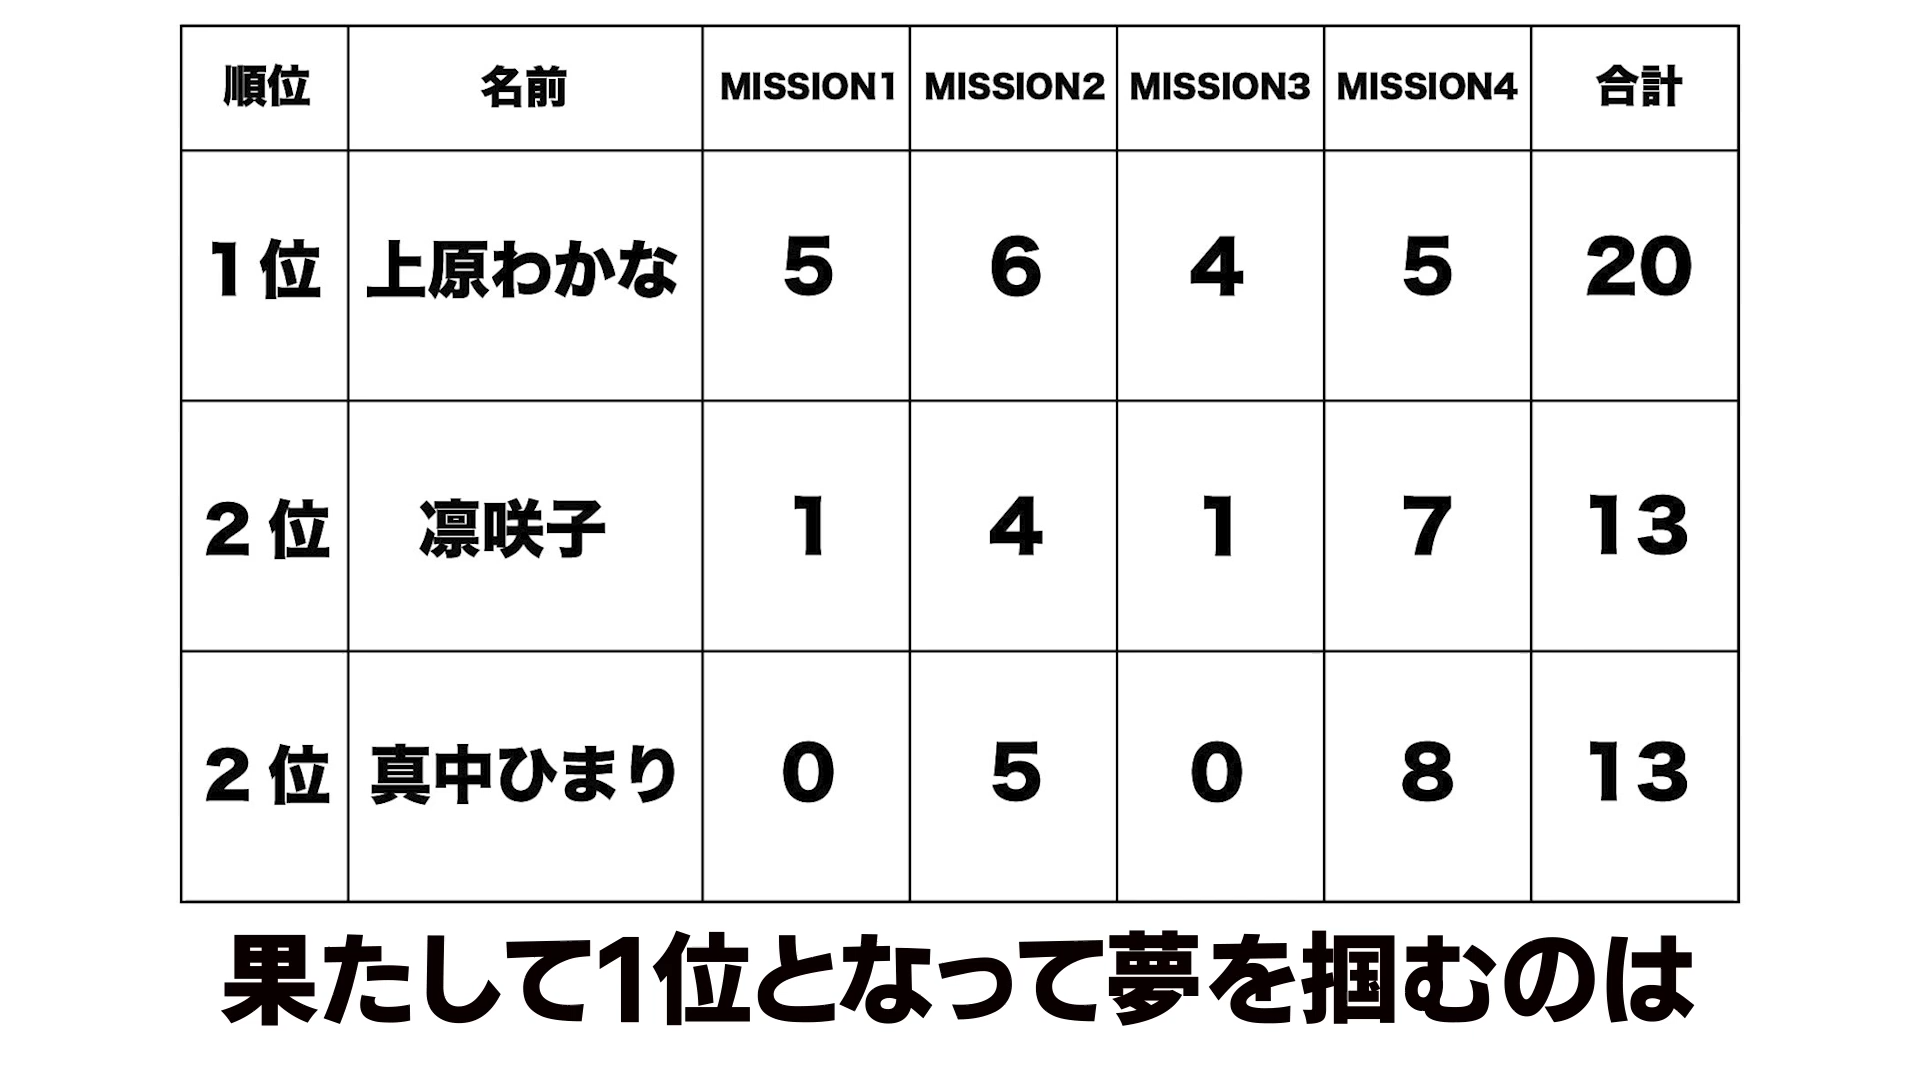 順位 名前 MISSION1 MISSION2 MISSION3 MISSION4 合計
1位 上原わかな 5 6 4 5 20
2位 凛咲子 1 4 1 7 13
2位 真中ひまり 0 5 0 8 13
果たして1位となって夢を掴むのは